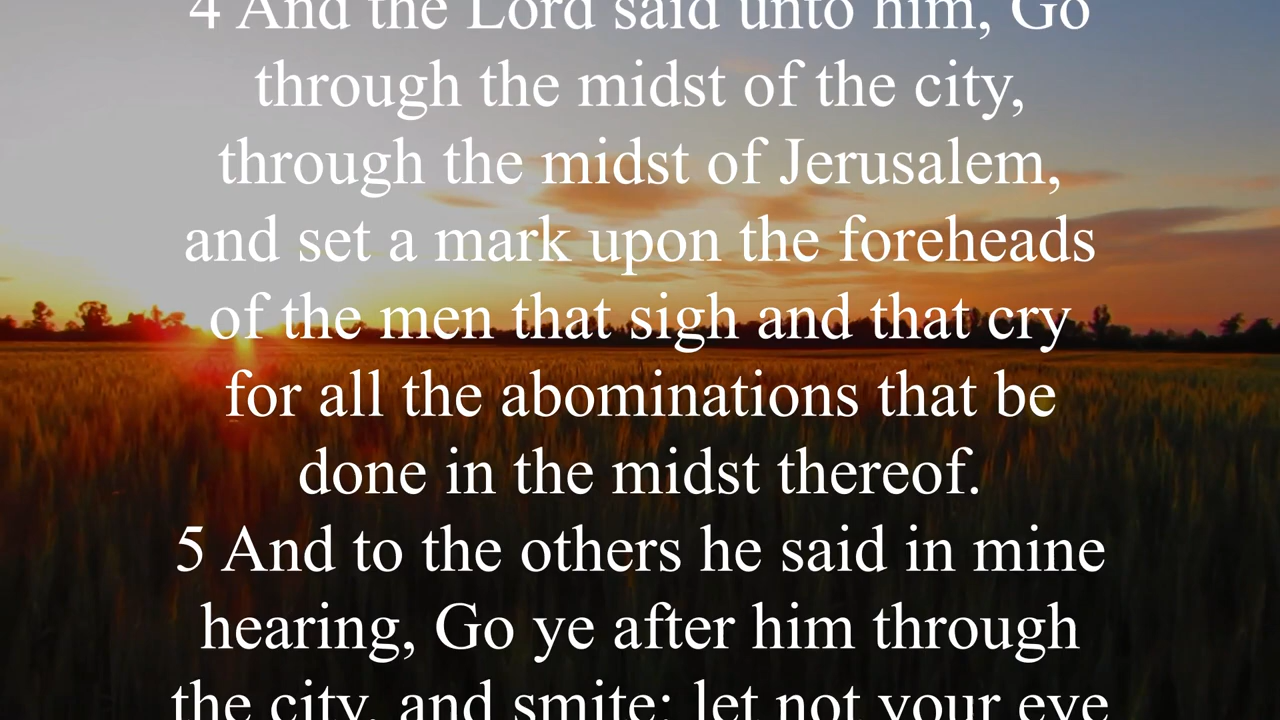 4 And the Lord said unto him, Go
through the midst of the city,
through the midst of Jerusalem,
and set a mark upon the foreheads
of the men that sigh and that cry
for all the abominations that be
done in the midst thereof.
5 And to the others he said in mine
hearing, Go ye after him through
the city, and smite: let not your eye